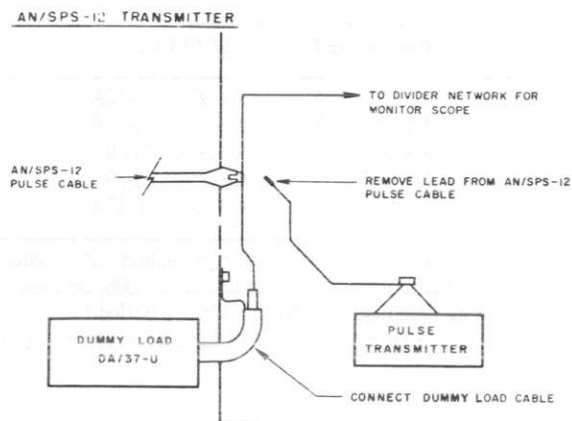 AN/SPS-12 TRANSMITTER
TO DIVIDER NETWORK FOR
MONITOR SCOPE
AN/SPS-12
PULSE CABLE
REMOVE LEAD FROM AN/SPS-12
PULSE CABLE
DUMMY LOAD
DA/37-U
PULSE
TRANSMITTER
CONNECT DUMMY LOAD CABLE